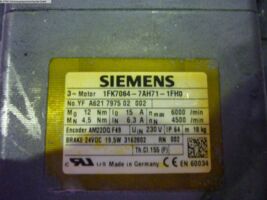 SIEMENS
3~Motor 1FK7064-7AH71-1FH0
No.YF A621 7975 02 002
M0 12 Nm I0 15 A nmax 6000 /min
MN 4,5 Nm IN 6,3 A nN 4500 /min
Encoder AM22DQ F49 UIN 230 V IP 64 m 18 kg
BRAKE 24VDC 19,5W RN 002
Th.Cl.155 (F)
Made in Germany EN 60034